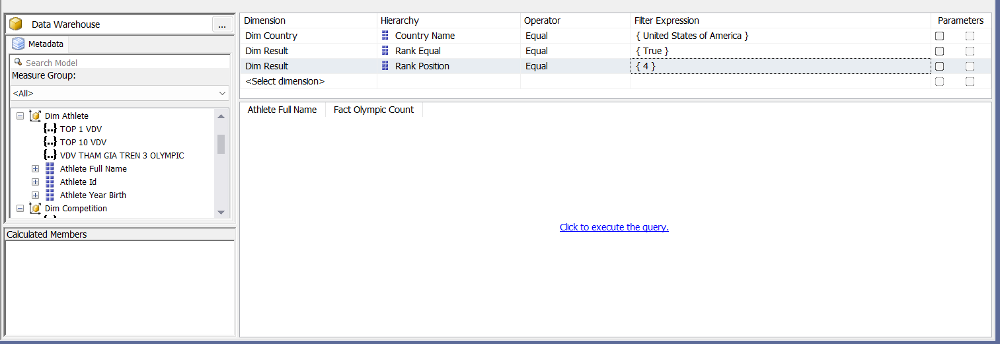 Data Warehouse
...
Metadata
Search Model
Measure Group:
<All>
Dim Athlete
TOP 1 VDV
TOP 10 VDV
VDV THAM GIA TREN 3 OLYMPIC
Athlete Full Name
Athlete Id
Athlete Year Birth
Dim Competition
Calculated Members
Dimension Hierarchy Operator Filter Expression Parameters
Dim Country Country Name Equal { United States of America }
Dim Result Rank Equal Equal { True }
Dim Result Rank Position Equal { 4 }
<Select dimension>
Athlete Full Name Fact Olympic Count
Click to execute the query.